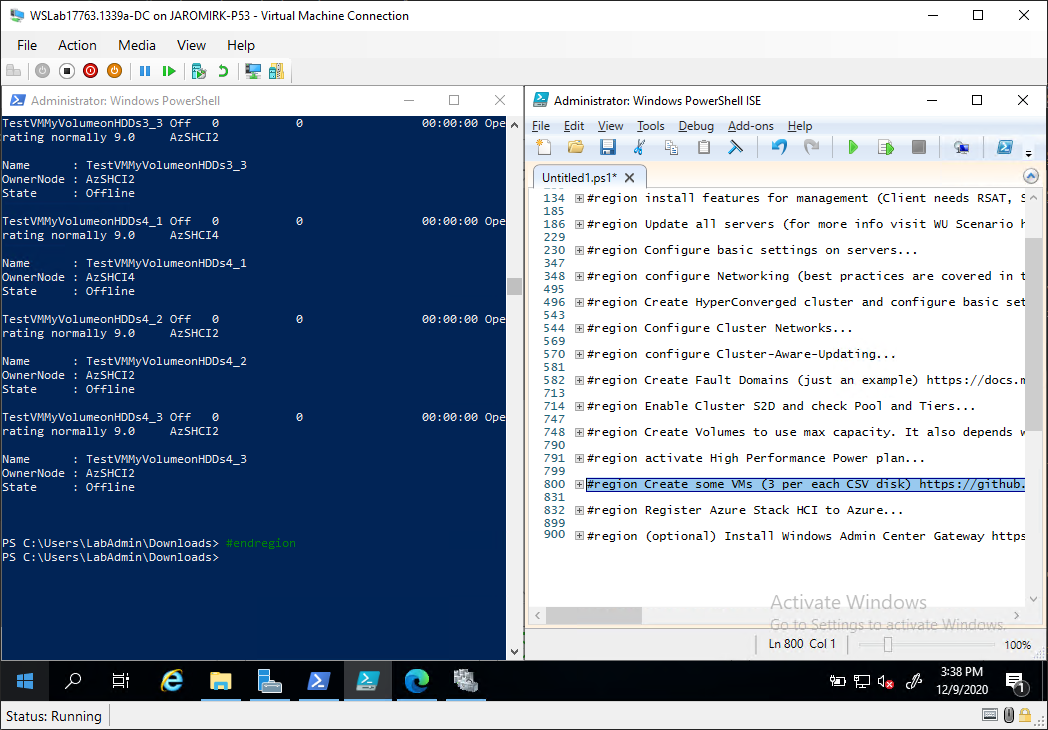 WSLab17763.1339a-DC on JAROMIRK-P53 - Virtual Machine Connection
File Action Media View Help
Administrator: Windows PowerShell
TestVMMyVolumeonHDDs3_3 Off 0 0 00:00:00 Ope
rating normally 9.0 AzSHCI2
Name : TestVMMyVolumeonHDDs3_3
OwnerNode : AzSHCI2
State : Offline
TestVMMyVolumeonHDDs4_1 Off 0 0 00:00:00 Ope
rating normally 9.0 AzSHCI4
Name : TestVMMyVolumeonHDDs4_1
OwnerNode : AzSHCI4
State : Offline
TestVMMyVolumeonHDDs4_2 Off 0 0 00:00:00 Ope
rating normally 9.0 AzSHCI2
Name : TestVMMyVolumeonHDDs4_2
OwnerNode : AzSHCI2
State : Offline
TestVMMyVolumeonHDDs4_3 Off 0 0 00:00:00 Ope
rating normally 9.0 AzSHCI2
Name : TestVMMyVolumeonHDDs4_3
OwnerNode : AzSHCI2
State : Offline
PS C:\Users\LabAdmin\Downloads> #endregion
PS C:\Users\LabAdmin\Downloads>
Administrator: Windows PowerShell ISE
File Edit View Tools Debug Add-ons Help
Untitled1.ps1* X
134 #region install features for management (Client needs RSAT, S
185
186 #region Update all servers (for more info visit WU Scenario h
229
230 #region Configure basic settings on servers...
347
348 #region configure Networking (best practices are covered in t
495
496 #region Create HyperConverged cluster and configure basic set
543
544 #region Configure Cluster Networks...
569
570 #region configure Cluster-Aware-Updating...
581
582 #region Create Fault Domains (just an example) https://docs.m
713
714 #region Enable Cluster S2D and check Pool and Tiers...
747
748 #region Create Volumes to use max capacity. It also depends w
790
791 #region activate High Performance Power plan...
799
800 #region Create some VMs (3 per each CSV disk) https://github.
831
832 #region Register Azure Stack HCI to Azure...
899
900 #region (optional) Install Windows Admin Center Gateway https
Activate Windows
Go to Settings to activate Windows.
Ln 800 Col 1 100%
3:38 PM
12/9/2020
1
Status: Running